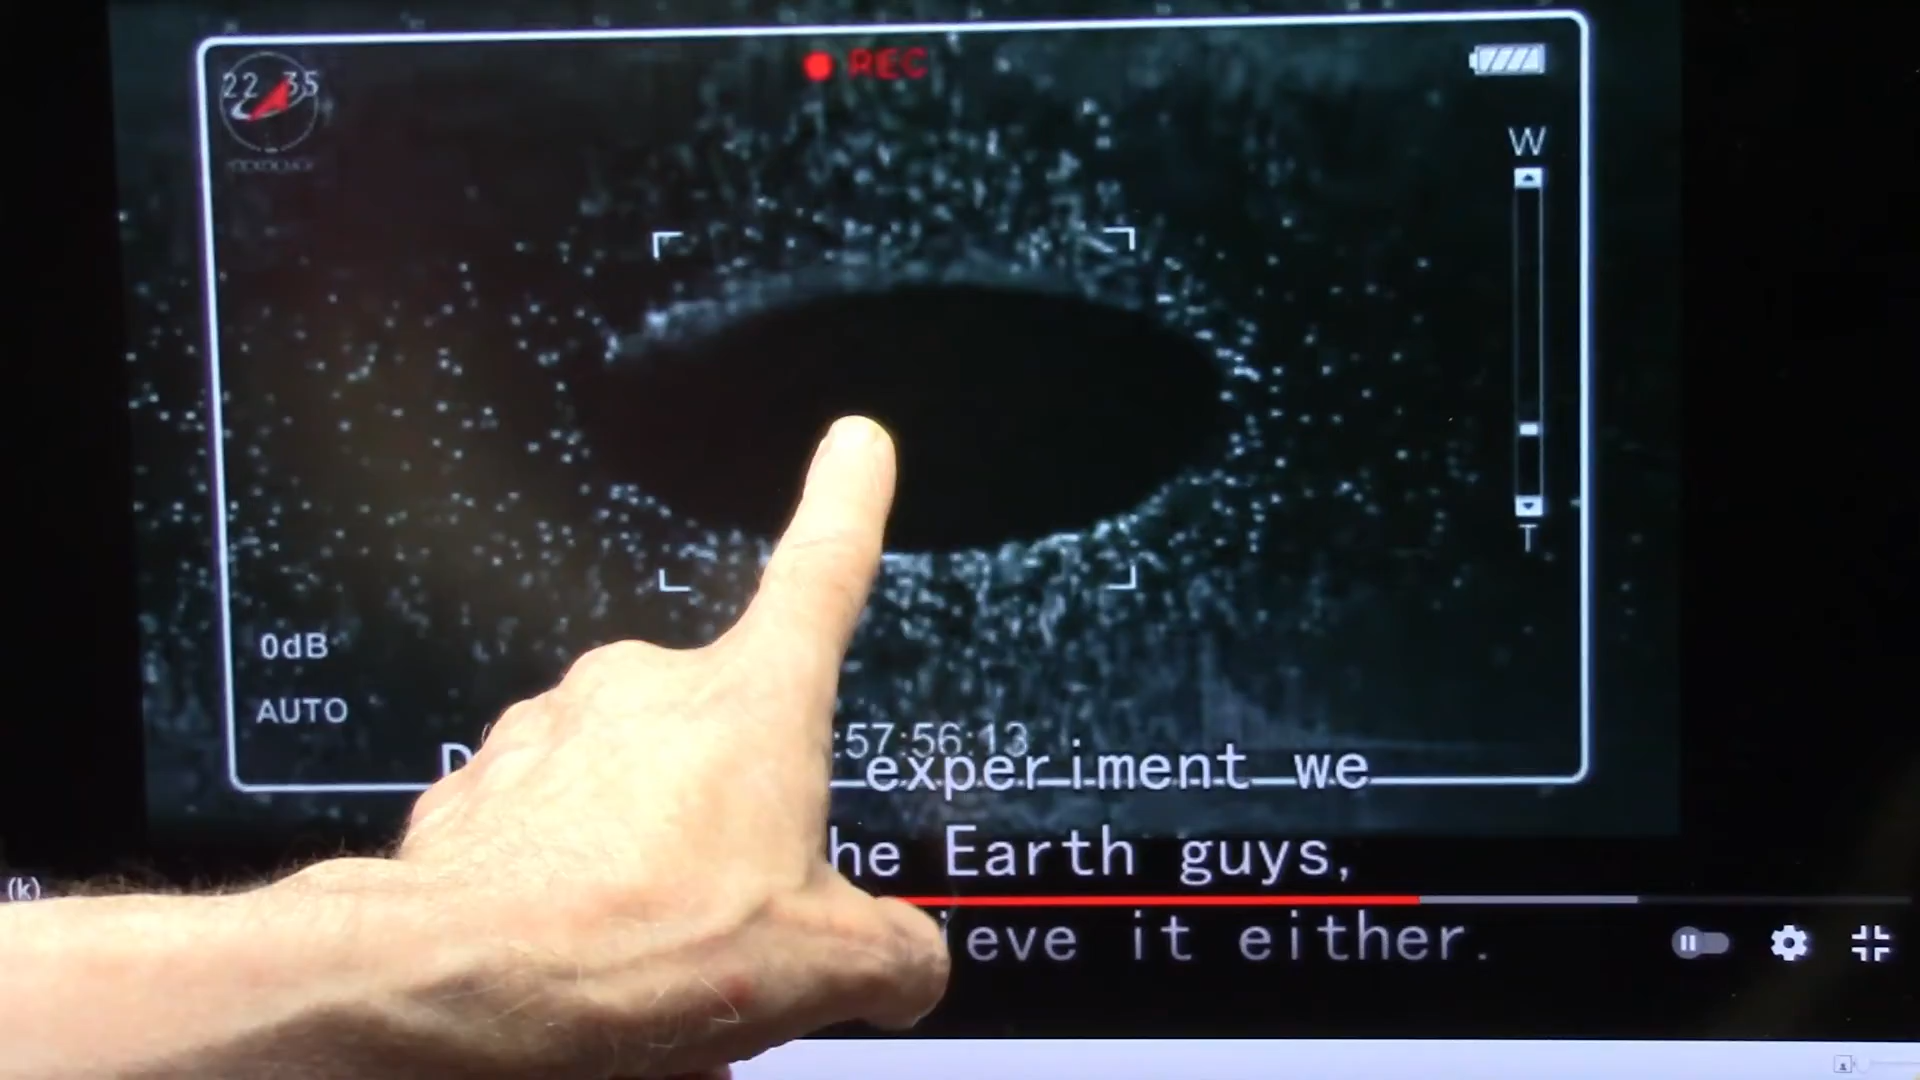 22 35
REC
W
T
0dB
AUTO
:57:56:13
experiment we
he Earth guys,
(k)
ieve it either.